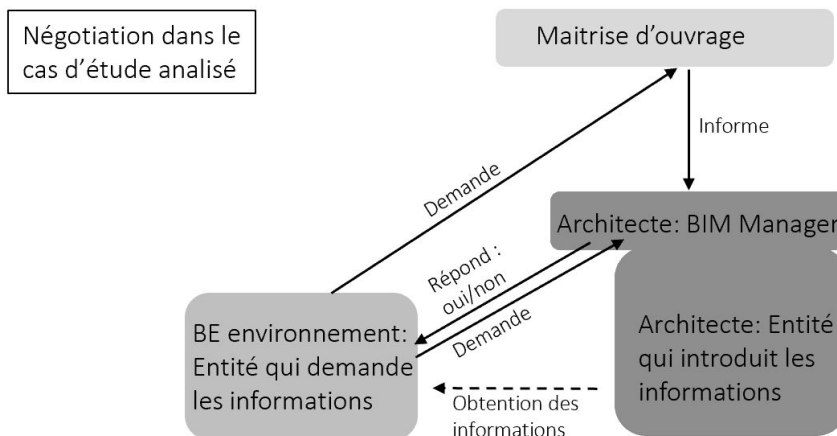 Négotiation dans le
cas d'étude analisé
Maitrise d'ouvrage
Informe
Demande
Architecte: BIM Manager
Répond :
oui/non
Demande
BE environnement:
Entité qui demande
les informations
Architecte: Entité
qui introduit les
informations
Obtention des
informations